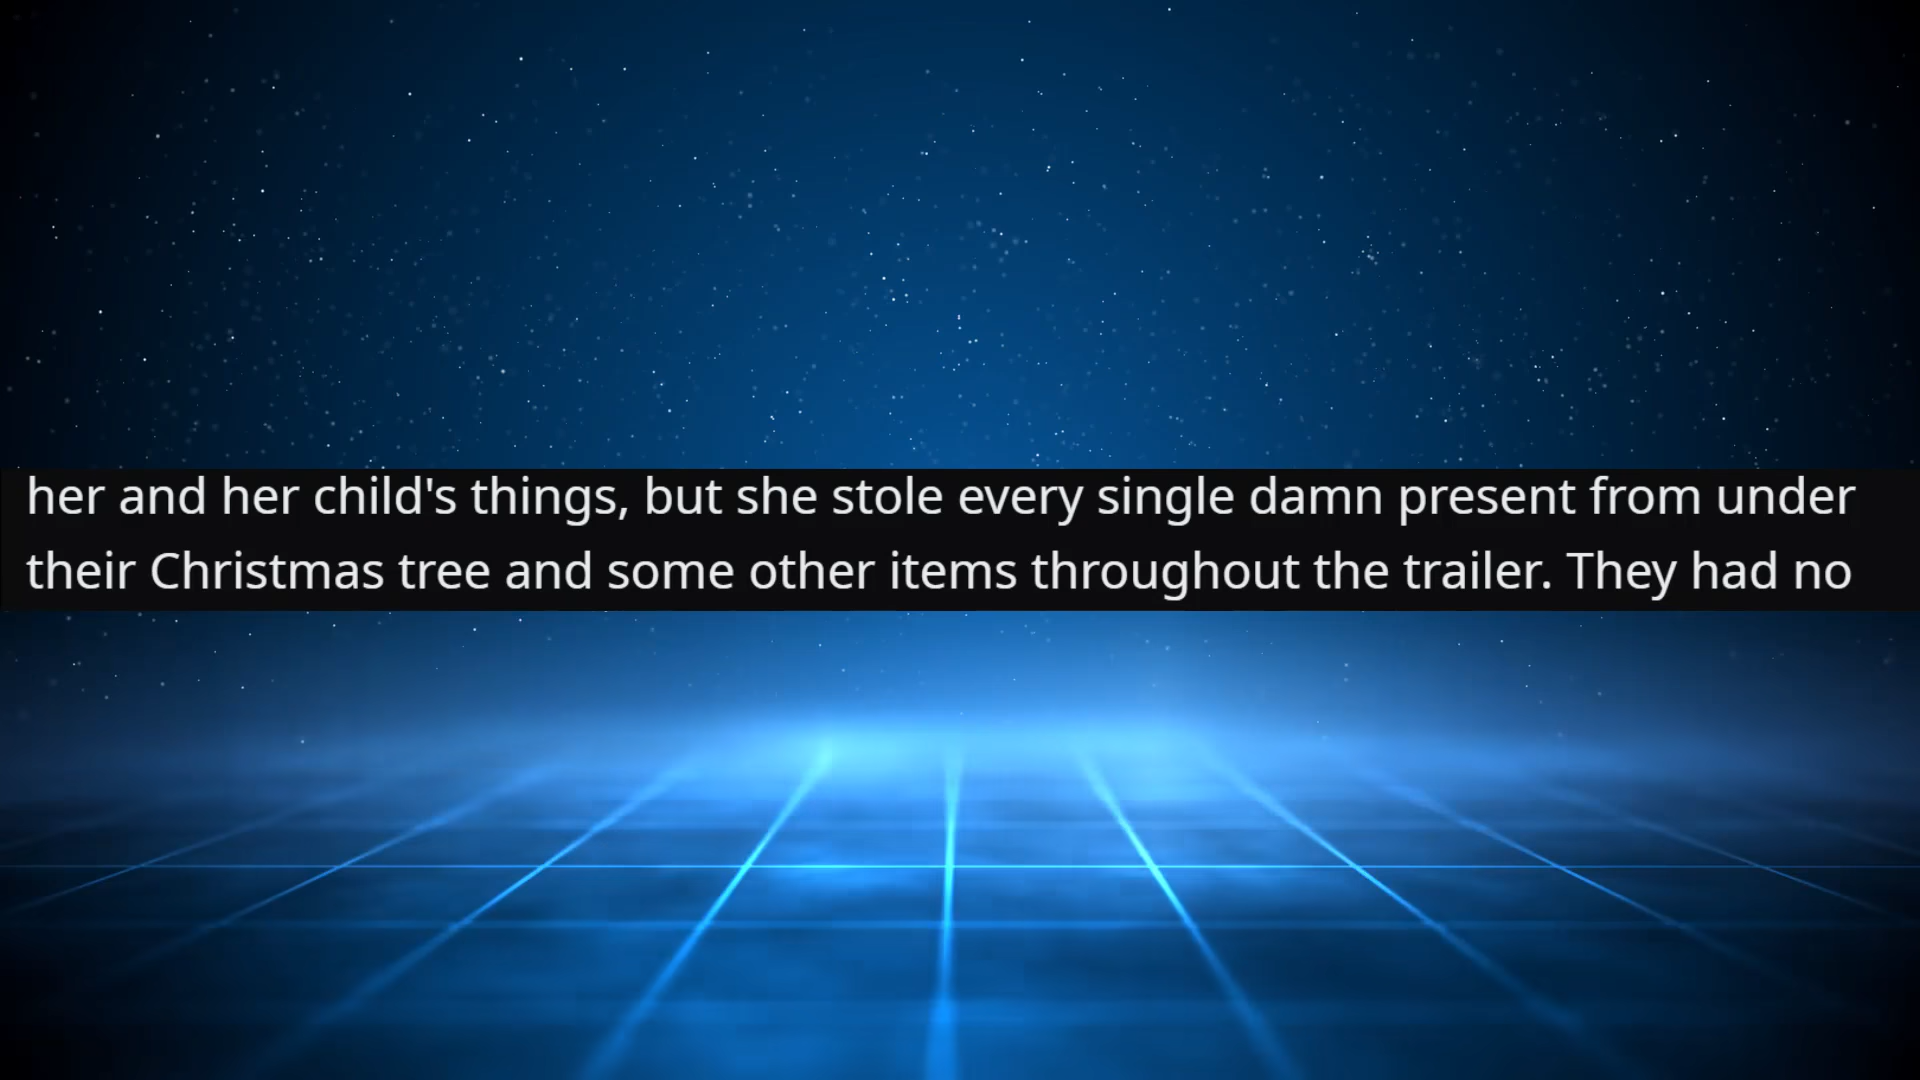 her and her child's things, but she stole every single damn present from under
their Christmas tree and some other items throughout the trailer. They had no